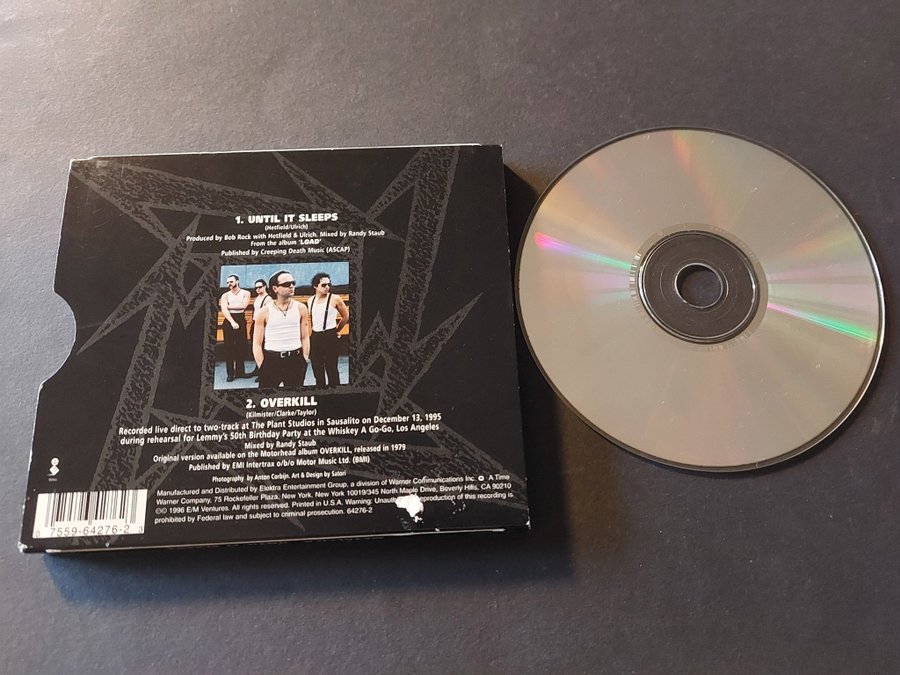 1. UNTIL IT SLEEPS
(Hetfield/Ulrich)
Produced by Bob Rock with Hetfield & Ulrich. Mixed by Randy Staub
From the album 'LOAD'
Published by Creeping Death Music (ASCAP)
2. OVERKILL
(Kilmister/Clarke/Taylor)
Recorded live direct to two-track at The Plant Studios in Sausalito on December 13, 1995
during rehearsal for Lemmy's 50th Birthday Party at the Whiskey A Go-Go, Los Angeles
Mixed by Randy Staub
Original version available on the Motorhead album OVERKILL, released in 1979
Published by EMI Intertrax o/b/o Motor Music Ltd. (BMI)
Photography by Anton Corbijn. Art & Design by Satori
Manufactured and Distributed by Elektra Entertainment Group, a division of Warner Communications Inc. A Time
Warner Company, 75 Rockefeller Plaza, New York, New York 10019/345 North Maple Drive, Beverly Hills, CA 90210
℗© 1996 E/M Ventures. All rights reserved. Printed in U.S.A. Warning: reproduction of this recording is
prohibited by Federal law and subject to criminal prosecution. 64276-2
0 7559-64276-2 3